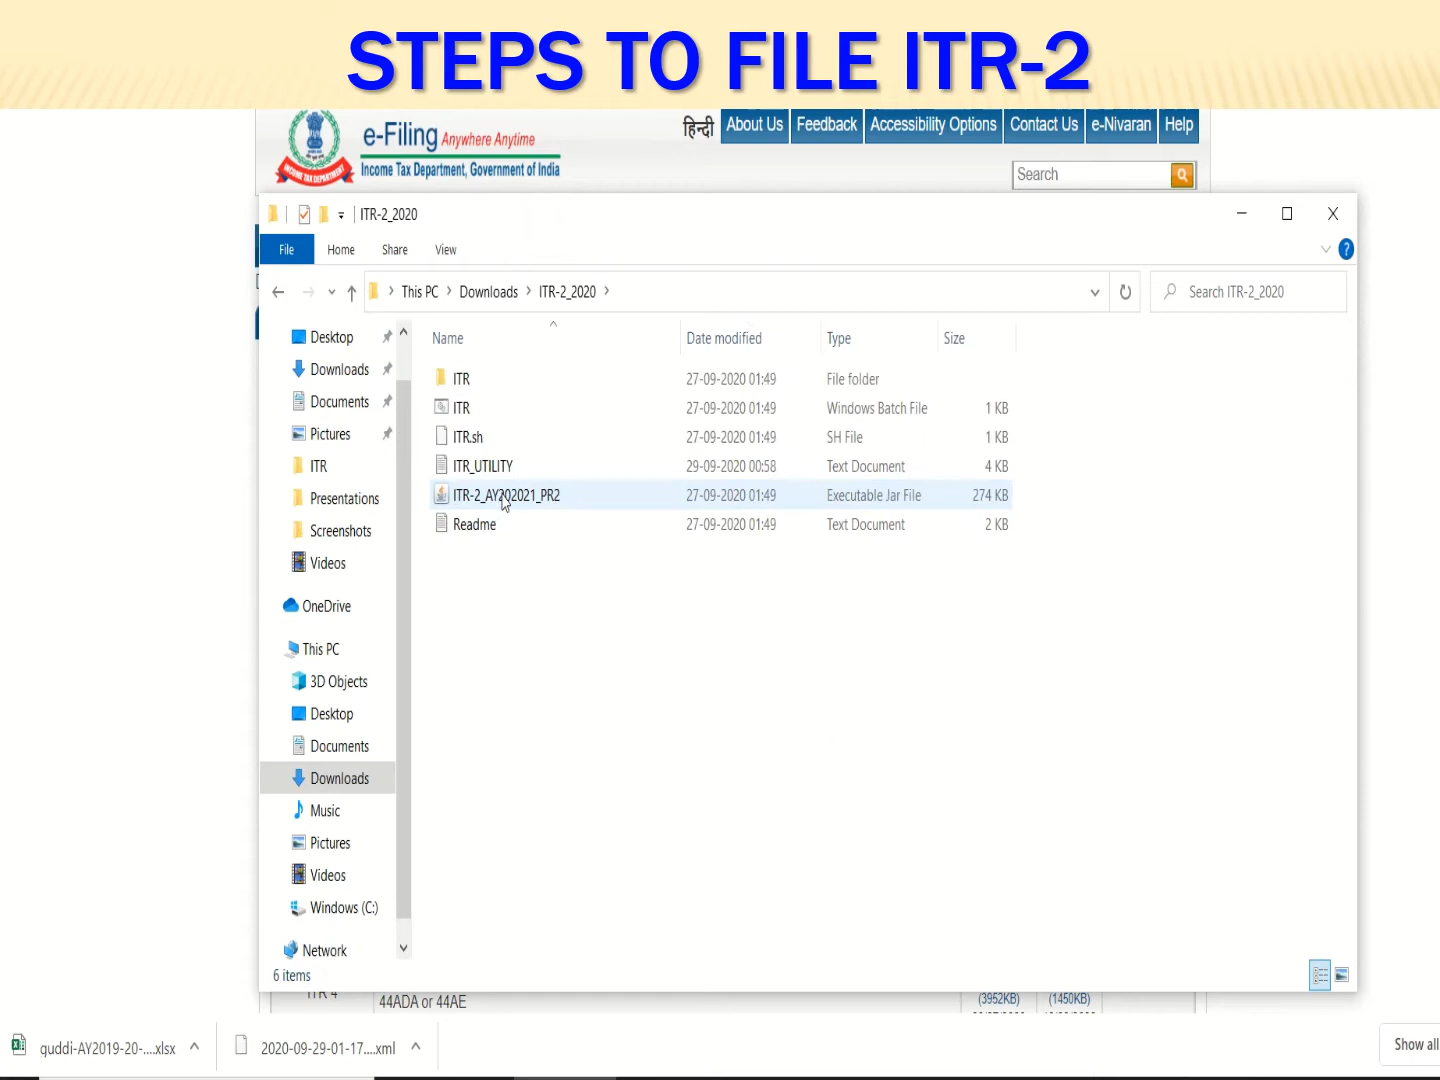 STEPS TO FILE ITR-2
e-Filing Anywhere Anytime
Income Tax Department, Government of India
INCOME TAX DEPARTMENT
हिन्दी About Us Feedback Accessibility Options Contact Us e-Nivaran Help
Search
ITR-2_2020
File Home Share View
This PC Downloads ITR-2_2020
Search ITR-2_2020
Name Date modified Type Size
ITR 27-09-2020 01:49 File folder
ITR 27-09-2020 01:49 Windows Batch File 1 KB
ITR.sh 27-09-2020 01:49 SH File 1 KB
ITR_UTILITY 29-09-2020 00:58 Text Document 4 KB
ITR-2_AY202021_PR2 27-09-2020 01:49 Executable Jar File 274 KB
Readme 27-09-2020 01:49 Text Document 2 KB
Desktop
Downloads
Documents
Pictures
ITR
Presentations
Screenshots
Videos
OneDrive
This PC
3D Objects
Desktop
Documents
Downloads
Music
Pictures
Videos
Windows (C:)
Network
6 items
ITR 4 44ADA or 44AE (3952KB) (1450KB)
guddi-AY2019-20-....xlsx 2020-09-29-01-17....xml Show all